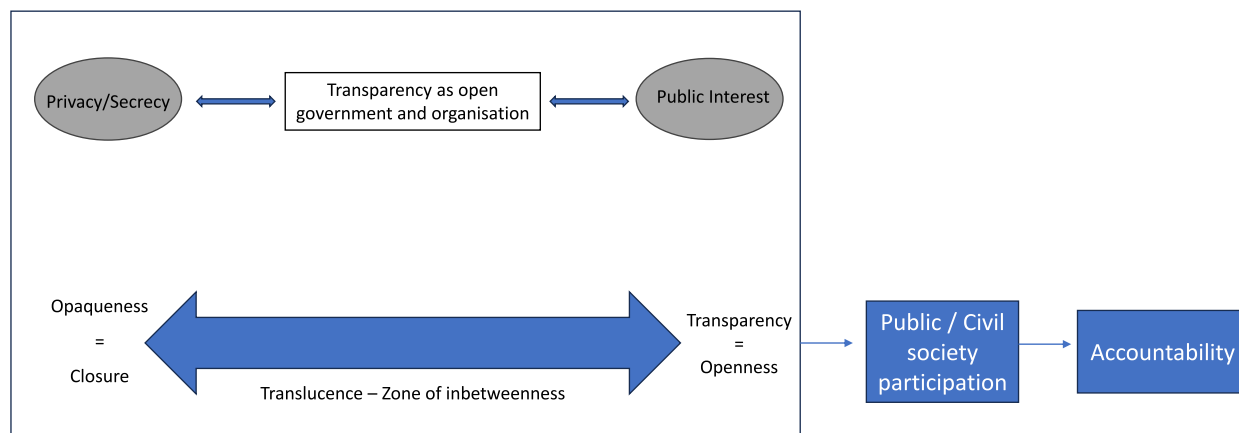 Privacy/Secrecy
Transparency as open
government and organisation
Public Interest
Opaqueness
=
Closure
Translucence – Zone of inbetweenness
Transparency
=
Openness
Public / Civil
society
participation
Accountability